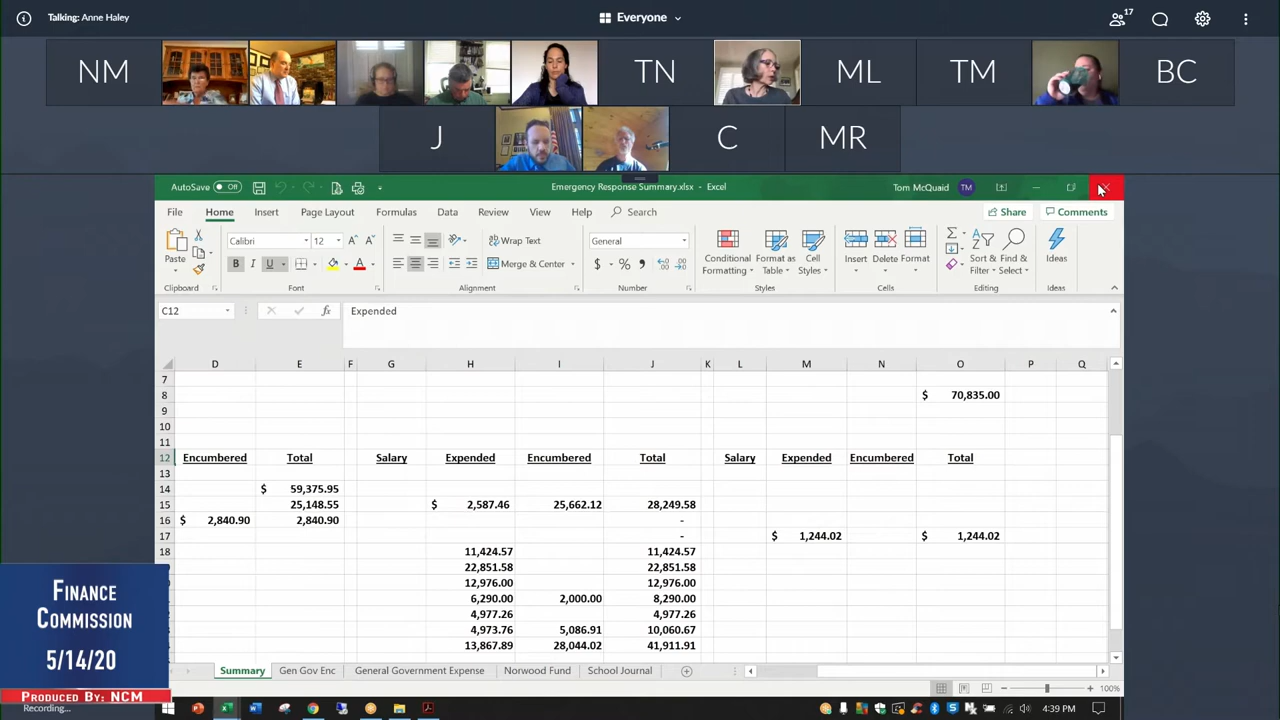 Talking: Anne Haley
Everyone
17
NM
TN
ML
TM
BC
J
C
MR
AutoSave Off
Emergency Response Summary.xlsx - Excel
Tom McQuaid TM
File Home Insert Page Layout Formulas Data Review View Help Search
Share Comments
Paste
Clipboard
Calibri 12
B I U
Font
Wrap Text
Merge & Center
Alignment
General
$ % ,
Number
Conditional Formatting
Format as Table
Cell Styles
Styles
Insert Delete Format
Cells
Sort & Filter
Find & Select
Editing
Ideas
Ideas
C12 fx Expended
D E F G H I J K L M N O P Q
7
8 $ 70,835.00
9
10
11
12 Encumbered Total Salary Expended Encumbered Total Salary Expended Encumbered Total
13
14 $ 59,375.95
15 25,148.55 $ 2,587.46 25,662.12 28,249.58
16 $ 2,840.90 2,840.90 -
17 - $ 1,244.02 $ 1,244.02
18 11,424.57 11,424.57
22,851.58 22,851.58
12,976.00 12,976.00
6,290.00 2,000.00 8,290.00
4,977.26 4,977.26
4,973.76 5,086.91 10,060.67
13,867.89 28,044.02 41,911.91
Summary Gen Gov Enc General Government Expense Norwood Fund School Journal
100%
Finance
Commission
5/14/20
Produced By: NCM
Recording...
4:39 PM